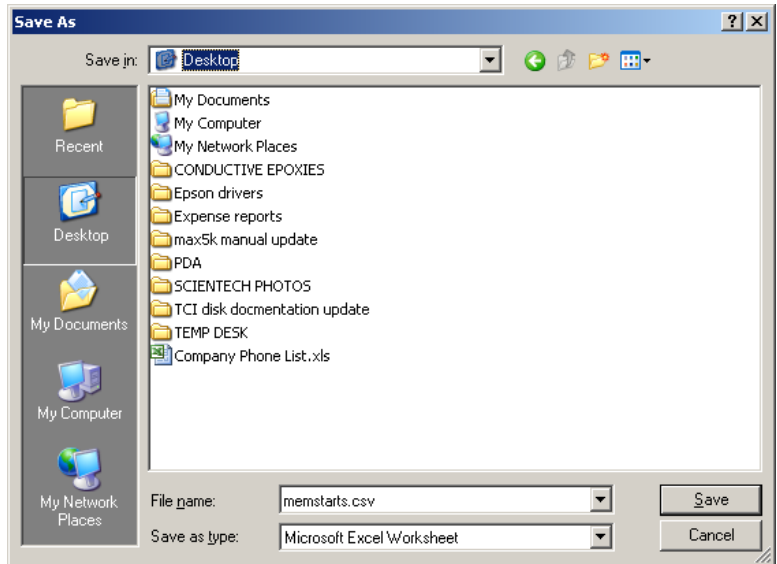 Save As
Save in:
Desktop
Recent
Desktop
My Documents
My Computer
My Network
Places
My Documents
My Computer
My Network Places
CONDUCTIVE EPOXIES
Epson drivers
Expense reports
max5k manual update
PDA
SCIENTECH PHOTOS
TCI disk docmentation update
TEMP DESK
Company Phone List.xls
File name:
memstarts.csv
Save
Save as type:
Microsoft Excel Worksheet
Cancel